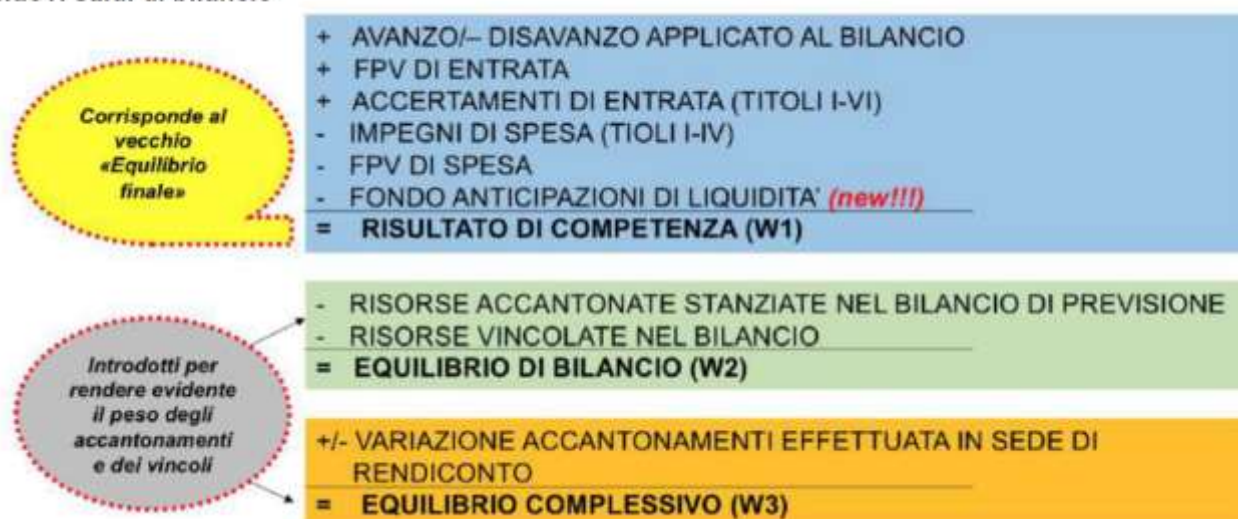 Corrisponde al
vecchio
«Equilibrio
finale»
+ AVANZO/– DISAVANZO APPLICATO AL BILANCIO
+ FPV DI ENTRATA
+ ACCERTAMENTI DI ENTRATA (TITOLI I-VI)
- IMPEGNI DI SPESA (TIOLI I-IV)
- FPV DI SPESA
- FONDO ANTICIPAZIONI DI LIQUIDITA' (new!!!)
= RISULTATO DI COMPETENZA (W1)
Introdotti per
rendere evidente
il peso degli
accantonamenti
e dei vincoli
- RISORSE ACCANTONATE STANZIATE NEL BILANCIO DI PREVISIONE
- RISORSE VINCOLATE NEL BILANCIO
= EQUILIBRIO DI BILANCIO (W2)
+/- VARIAZIONE ACCANTONAMENTI EFFETTUATA IN SEDE DI
RENDICONTO
= EQUILIBRIO COMPLESSIVO (W3)